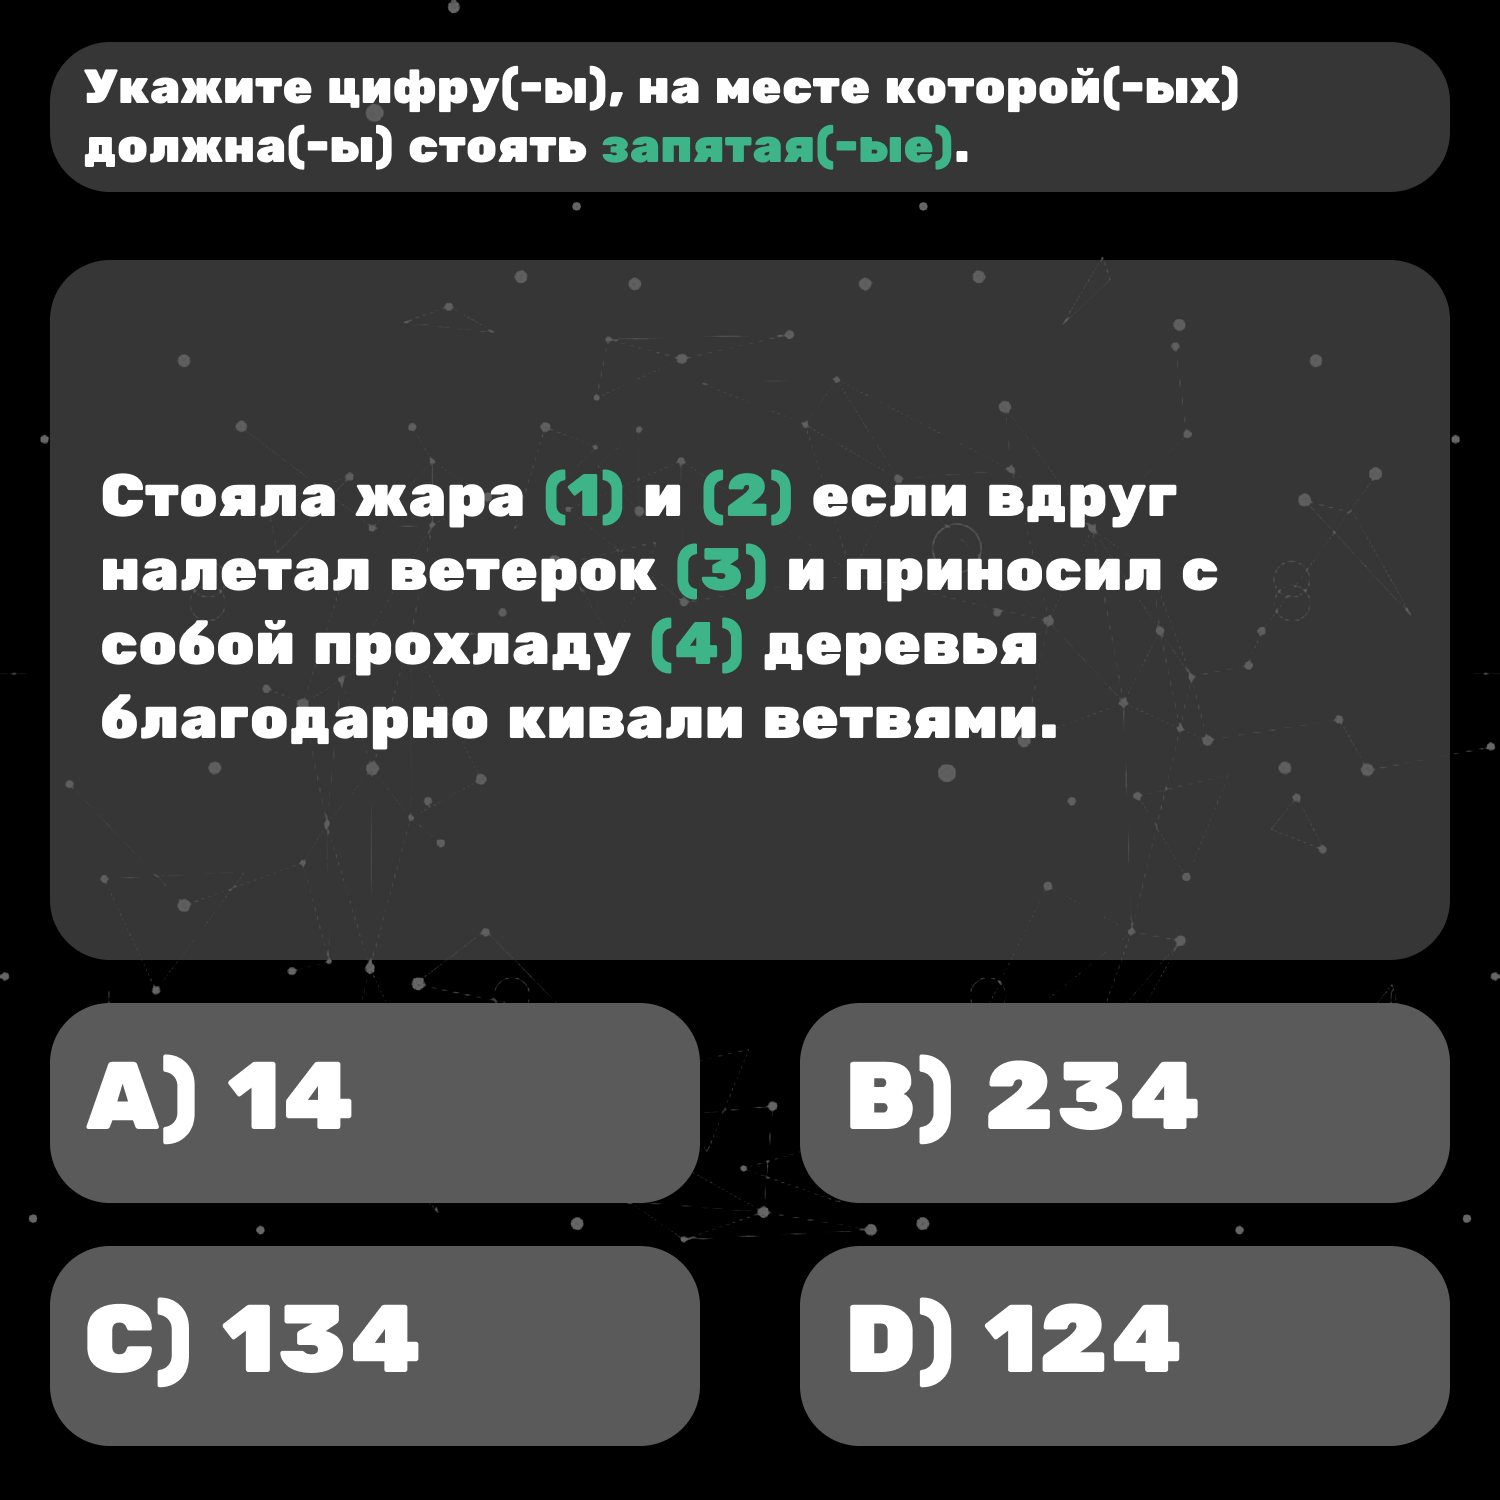 Укажите цифру(-ы), на месте которой(-ых)
должна(-ы) стоять запятая(-ые).
Стояла жара (1) и (2) если вдруг
налетал ветерок (3) и приносил с
собой прохладу (4) деревья
благодарно кивали ветвями.
A) 14
B) 234
C) 134
D) 124